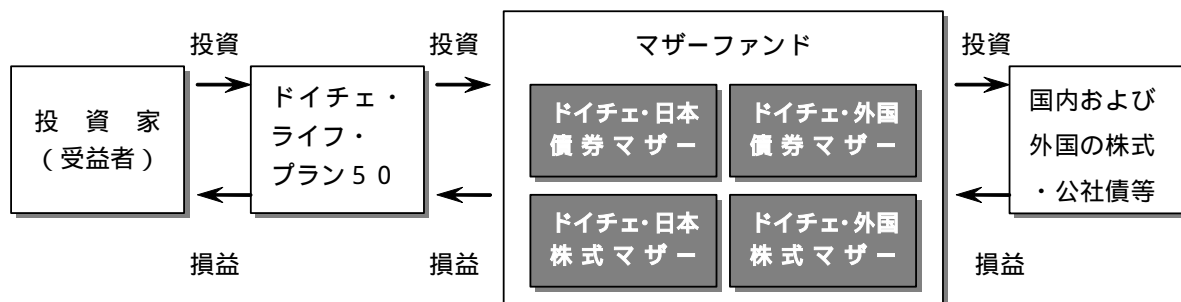 投資
投資
マザーファンド
投資
投　資　家
（受益者）
ドイチェ・
ライフ・
プラン５０
ドイチェ・日本
債券マザー
ドイチェ・外国
債券マザー
ドイチェ・日本
株式マザー
ドイチェ・外国
株式マザー
国内および
外国の株式
・公社債等
損益
損益
損益